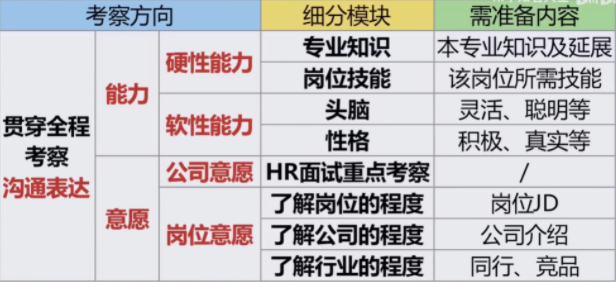 考察方向 细分模块 需准备内容
贯穿全程
考察
沟通表达
能力
硬性能力
专业知识 本专业知识及延展
岗位技能 该岗位所需技能
软性能力
头脑 灵活、聪明等
性格 积极、真实等
意愿
公司意愿 HR面试重点考察 /
岗位意愿
了解岗位的程度 岗位JD
了解公司的程度 公司介绍
了解行业的程度 同行、竞品